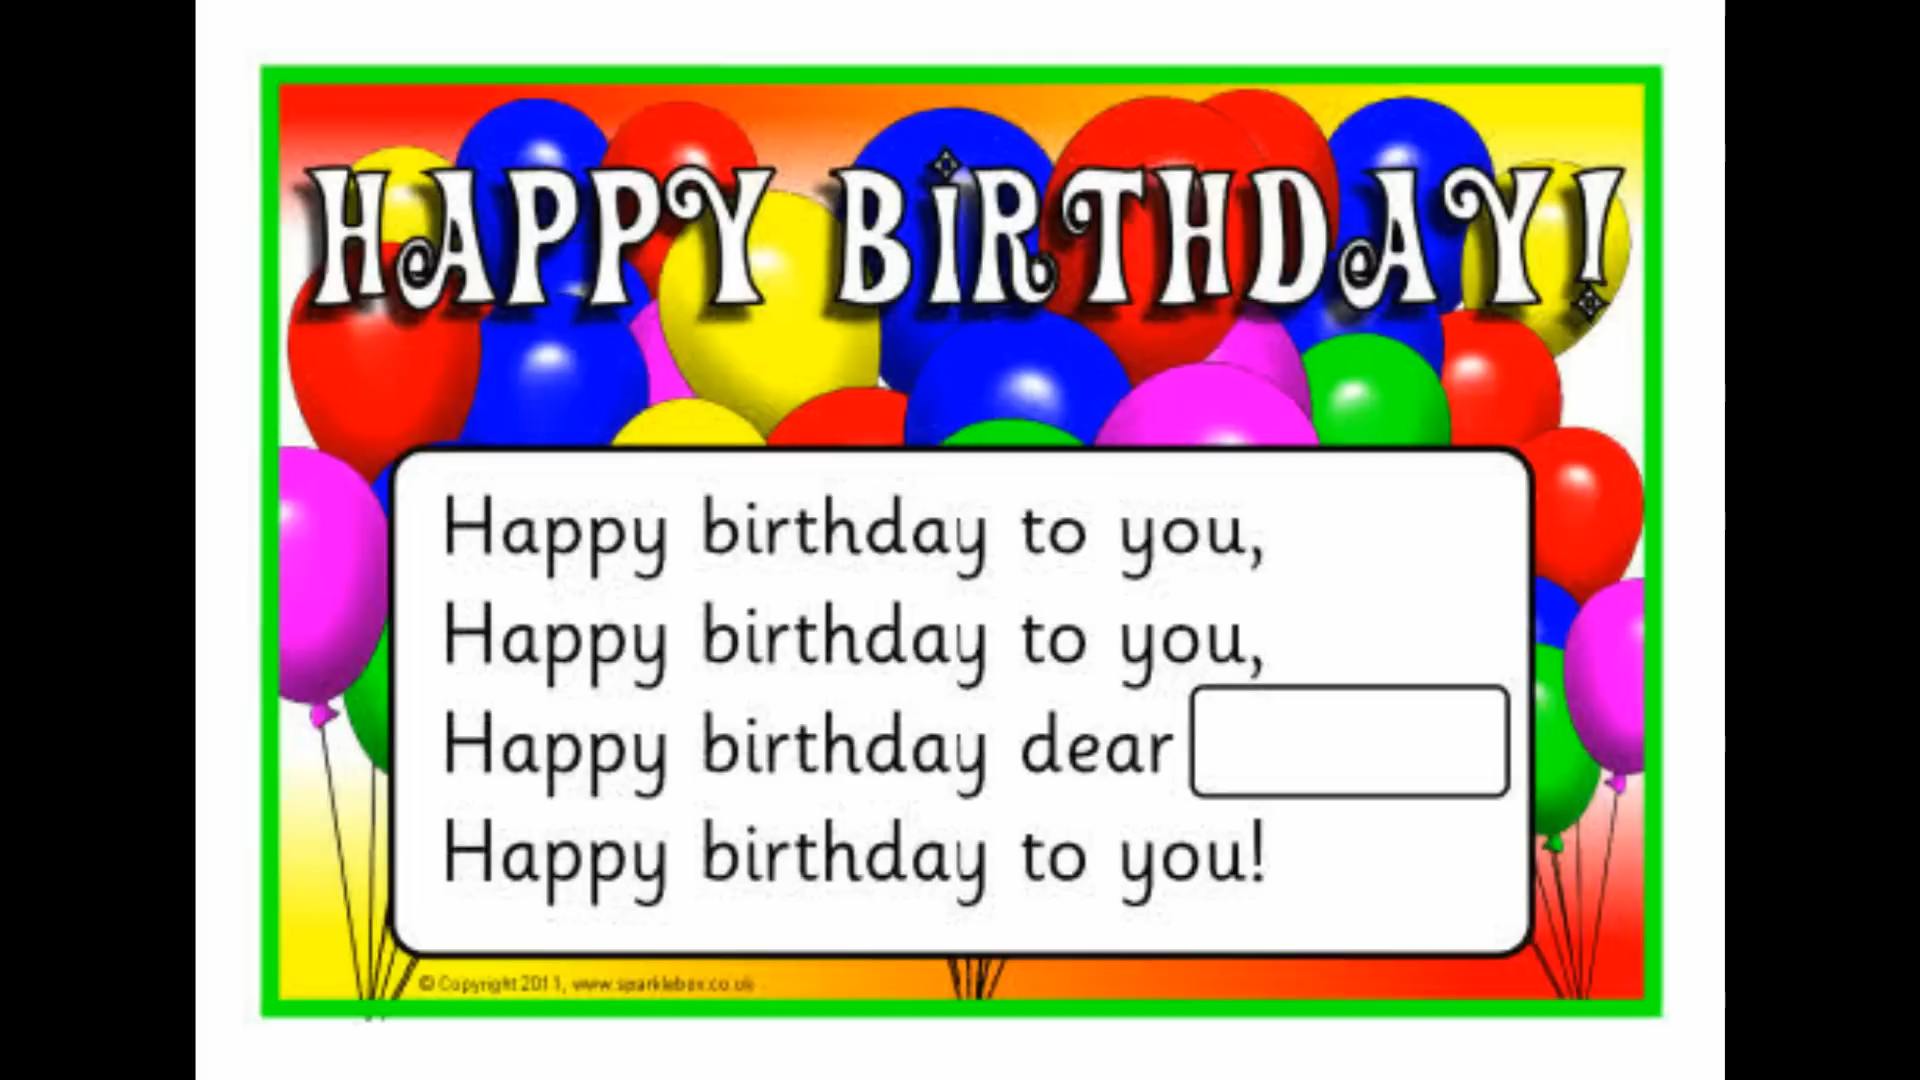 HAPPY BiRTHDAY!
Happy birthday to you,
Happy birthday to you,
Happy birthday dear
Happy birthday to you!
© Copyright 2011, www.sparklebox.co.uk